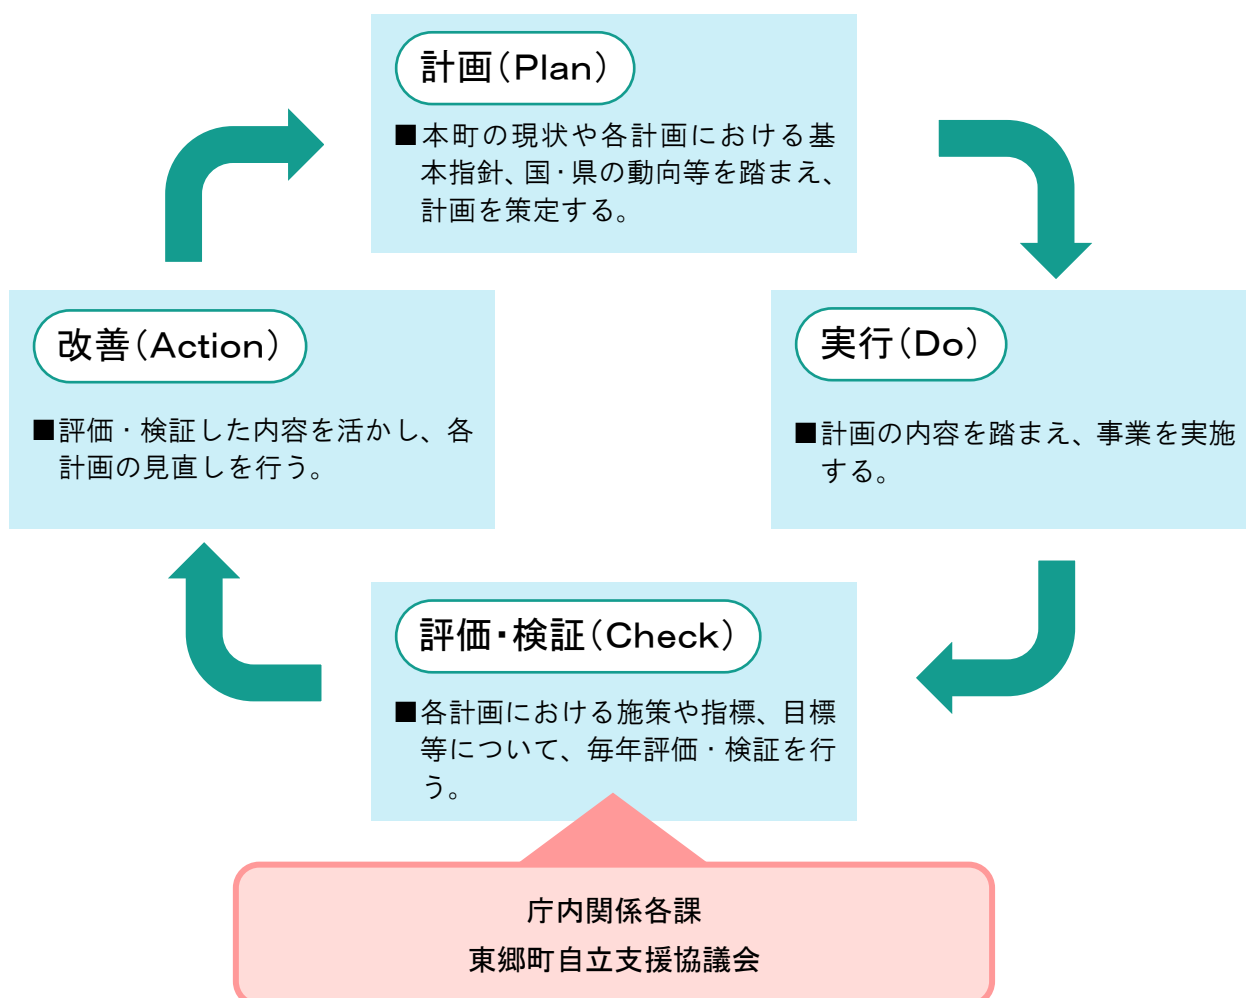 計画（Plan）
■本町の現状や各計画における基
本指針、国・県の動向等を踏まえ、
計画を策定する。
改善（Action）
■評価・検証した内容を活かし、各
計画の見直しを行う。
実行（Do）
■計画の内容を踏まえ、事業を実施
する。
評価・検証（Check）
■各計画における施策や指標、目標
等について、毎年評価・検証を行
う。
庁内関係各課
東郷町自立支援協議会